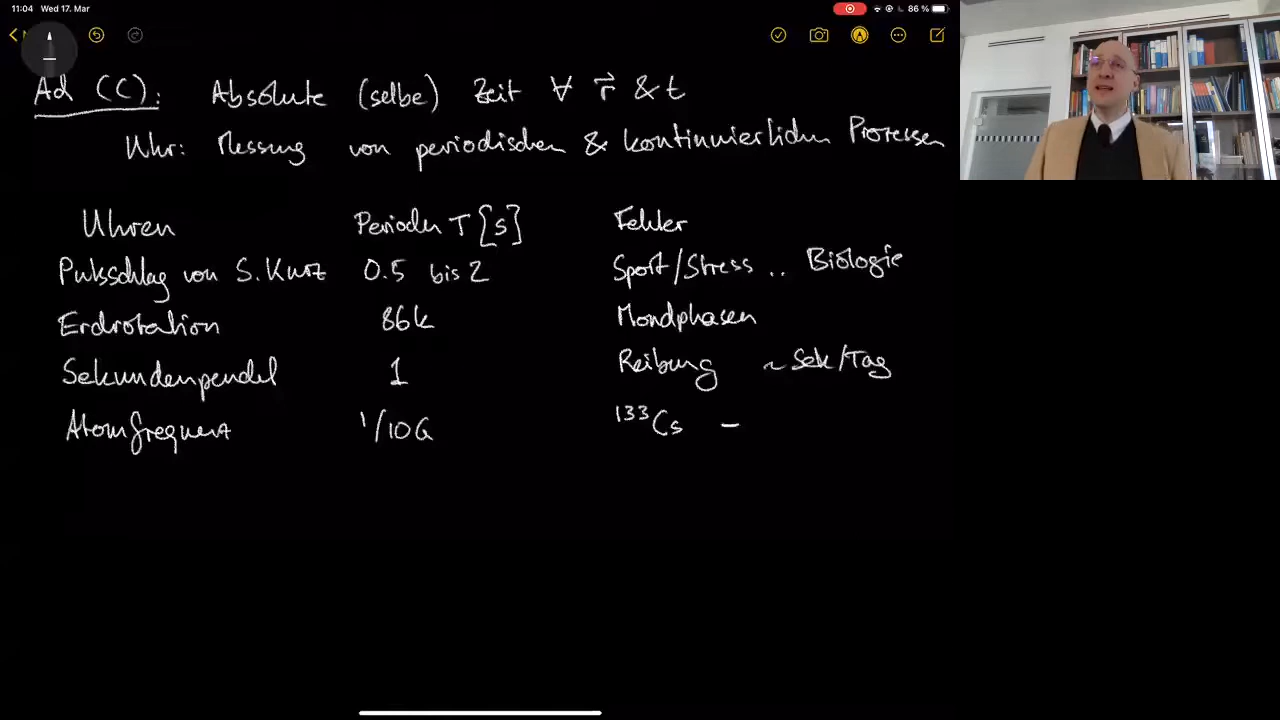 11:04 Wed 17. Mar 86 %
Ad (C): Absolute (selbe) Zeit ∀ r⃗ & t
Uhr: Messung von periodischen & kontinuierlichen Prozessen
Uhren Perioden T [s] Fehler
Pulsschlag von S. Kurz 0.5 bis 2 Sport/Stress .. Biologie
Erdrotation 86k Mondphasen
Sekundenpendel 1 Reibung ~ Sek/Tag
Atomfrequenz 1/10G ¹³³Cs –